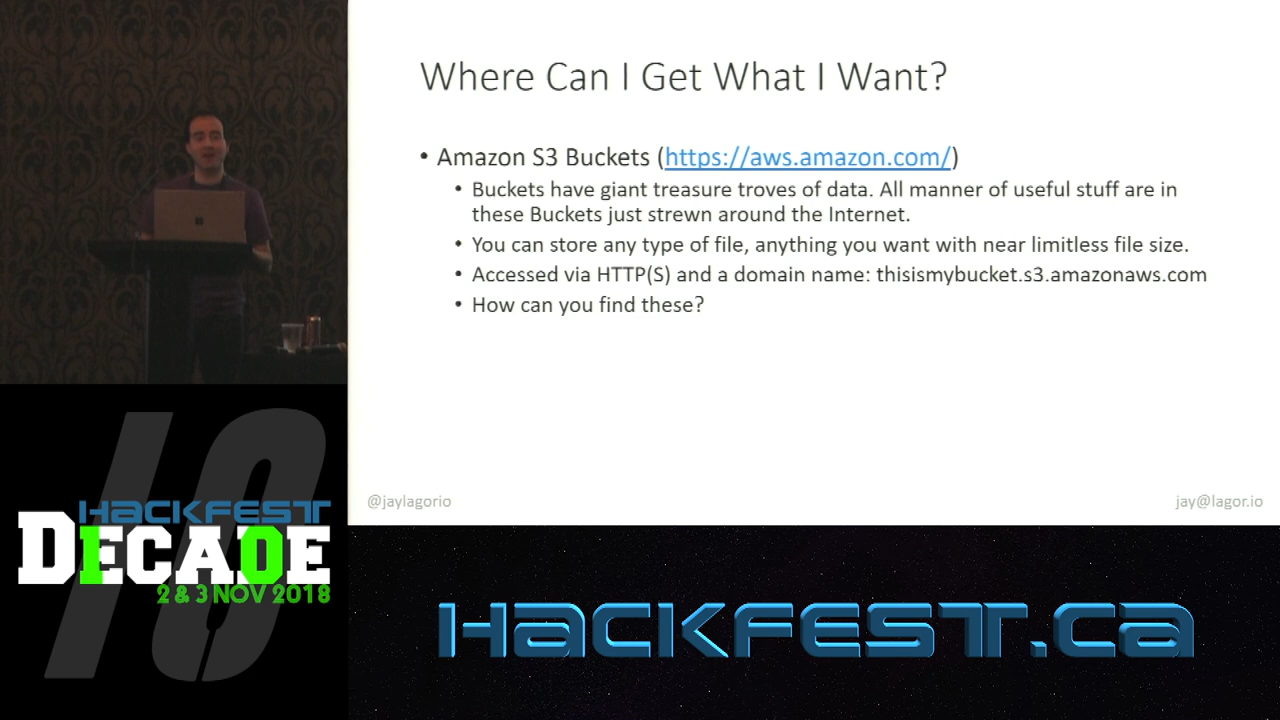 Where Can I Get What I Want?
• Amazon S3 Buckets (https://aws.amazon.com/)
• Buckets have giant treasure troves of data. All manner of useful stuff are in
these Buckets just strewn around the Internet.
• You can store any type of file, anything you want with near limitless file size.
• Accessed via HTTP(S) and a domain name: thisismybucket.s3.amazonaws.com
• How can you find these?
@jaylagorio
jay@lagor.io
10
HACKFEST
DECADE
2 & 3 NOV 2018
HACKFEST.Ca